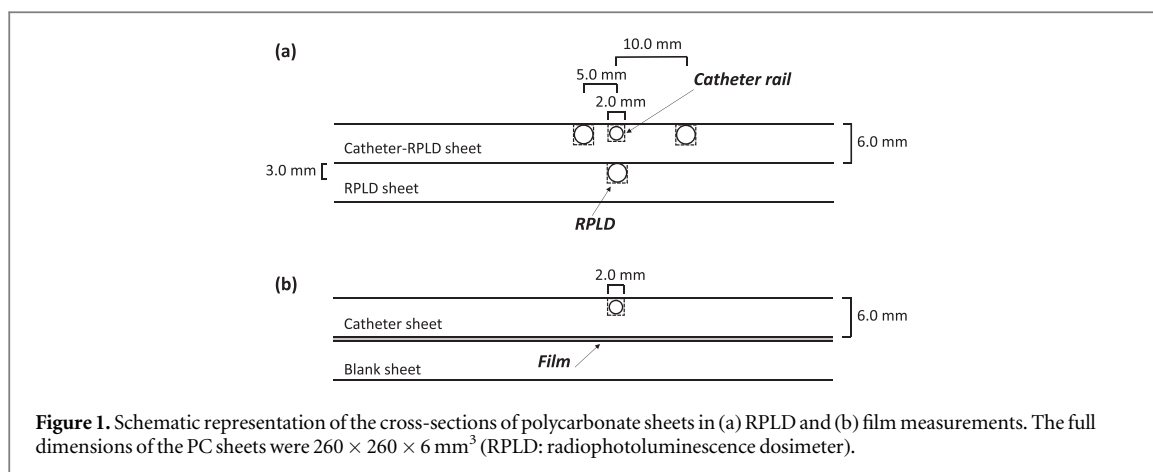 (a)
10.0 mm
5.0 mm
Catheter rail
2.0 mm
Catheter-RPLD sheet
6.0 mm
3.0 mm
RPLD sheet
RPLD
(b)
2.0 mm
Catheter sheet
6.0 mm
Film
Blank sheet
Figure 1. Schematic representation of the cross-sections of polycarbonate sheets in (a) RPLD and (b) film measurements. The full
dimensions of the PC sheets were 260 × 260 × 6 mm³ (RPLD: radiophotoluminescence dosimeter).